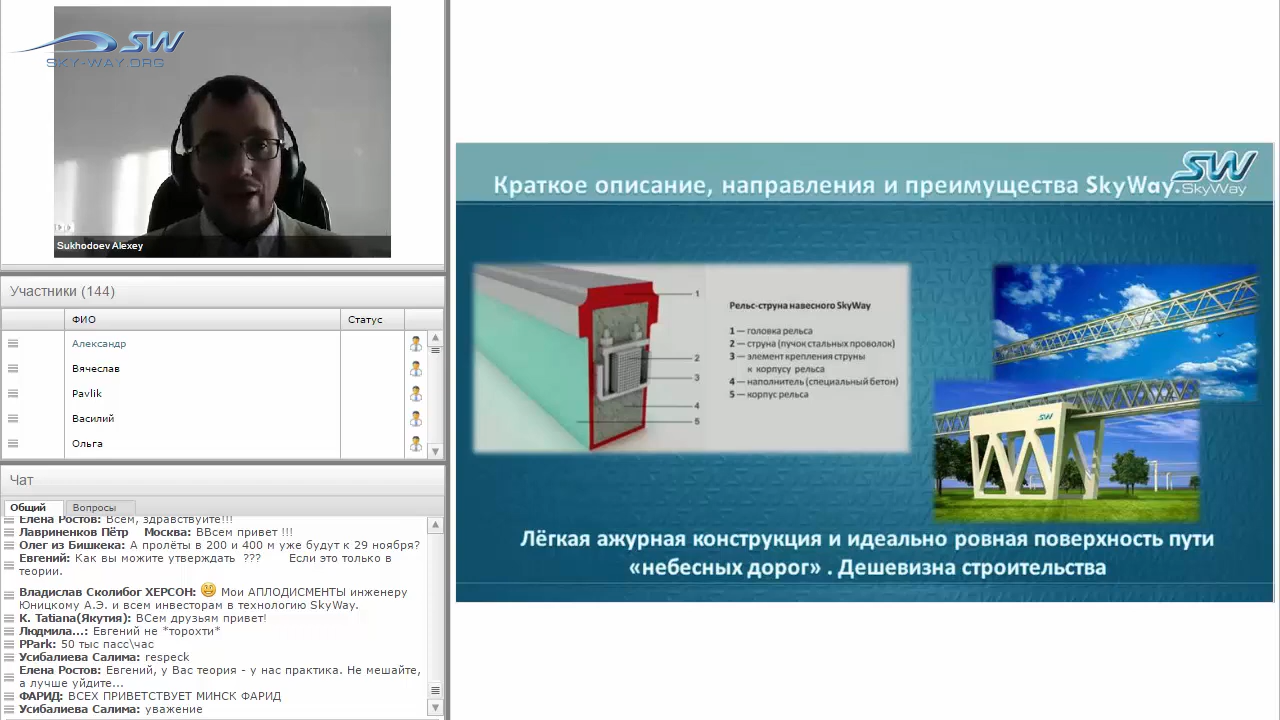 SW
SKY-WAY.ORG
Sukhodoev Alexey
Участники (144)
ФИО
Статус
Александр
Вячеслав
Pavlik
Василий
Ольга
Чат
Общий
Вопросы
Елена Ростов: Всем, здравствуйте!!!
Лавриненков Пётр Москва: ВВсем привет !!!
Олег из Бишкека: А пролёты в 200 и 400 м уже будут к 29 ноября?
Евгений: Как вы можите утверждать ??? Если это только в
теории.
Владислав Сколибог ХЕРСОН: Мои АПЛОДИСМЕНТЫ инженеру
Юницкому А.Э. и всем инвесторам в технологию SkyWay.
K. Tatiana(Якутия): ВСем друзьям привет!
Людмила...: Евгений не *торохти*
PPark: 50 тыс пасс\час
Усибалиева Салима: respeck
Елена Ростов: Евгений, у Вас теория - у нас практика. Не мешайте,
а лучше уйдите...
ФАРИД: ВСЕХ ПРИВЕТСТВУЕТ МИНСК ФАРИД
Усибалиева Салима: уважение
Краткое описание, направления и преимущества SkyWay.
SW
SkyWay
Рельс-струна навесного SkyWay
1 — головка рельса
2 — струна (пучок стальных проволок)
3 — элемент крепления струны
к корпусу рельса
4 — наполнитель (специальный бетон)
5 — корпус рельса
1
2
3
4
5
SW
Лёгкая ажурная конструкция и идеально ровная поверхность пути
«небесных дорог» . Дешевизна строительства